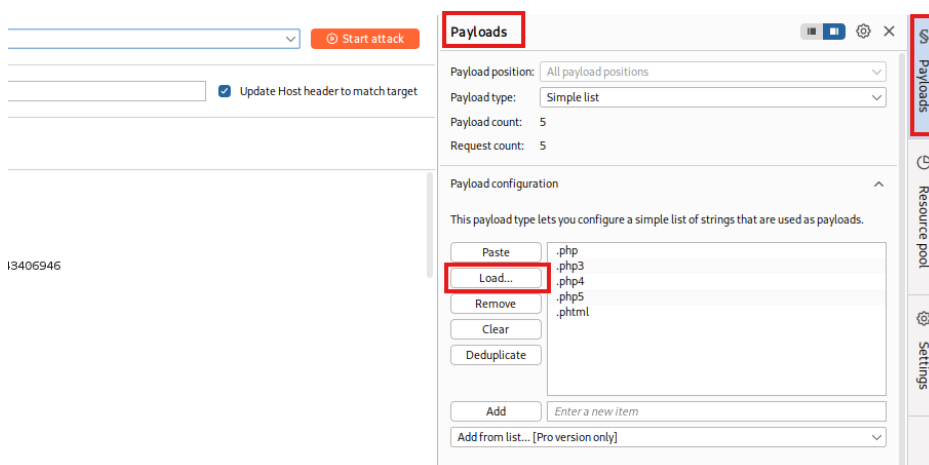 Start attack
Update Host header to match target
13406946
Payloads
Payload position: All payload positions
Payload type: Simple list
Payload count: 5
Request count: 5
Payload configuration
This payload type lets you configure a simple list of strings that are used as payloads.
Paste
Load...
Remove
Clear
Deduplicate
.php
.php3
.php4
.php5
.phtml
Add
Enter a new item
Add from list... [Pro version only]
Payloads
Resource pool
Settings